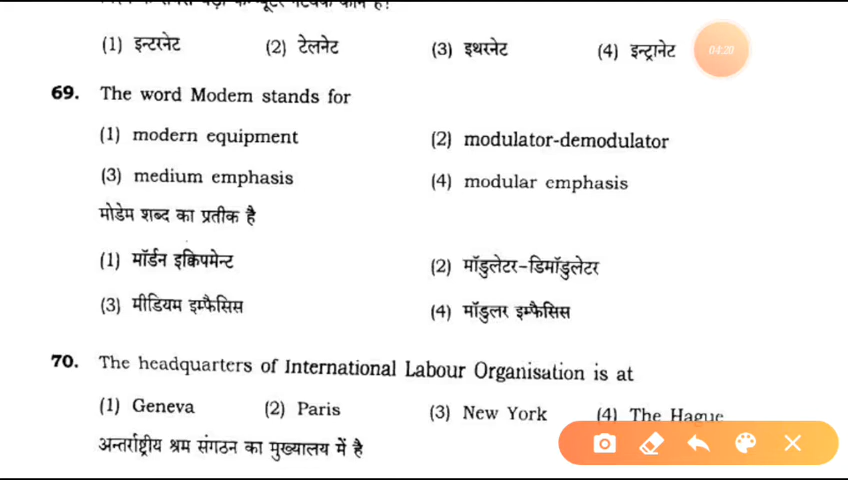 (1) इन्टरनेट (2) टेलनेट (3) इथरनेट (4) इन्ट्रानेट 04:20
69. The word Modem stands for
(1) modern equipment (2) modulator-demodulator
(3) medium emphasis (4) modular emphasis
मोडेम शब्द का प्रतीक है
(1) मॉर्डन इक्विपमेन्ट (2) मॉडुलेटर-डिमॉडुलेटर
(3) मीडियम इम्फैसिस (4) मॉडुलर इम्फैसिस
70. The headquarters of International Labour Organisation is at
(1) Geneva (2) Paris (3) New York (4) The Hague
अन्तर्राष्ट्रीय श्रम संगठन का मुख्यालय में है